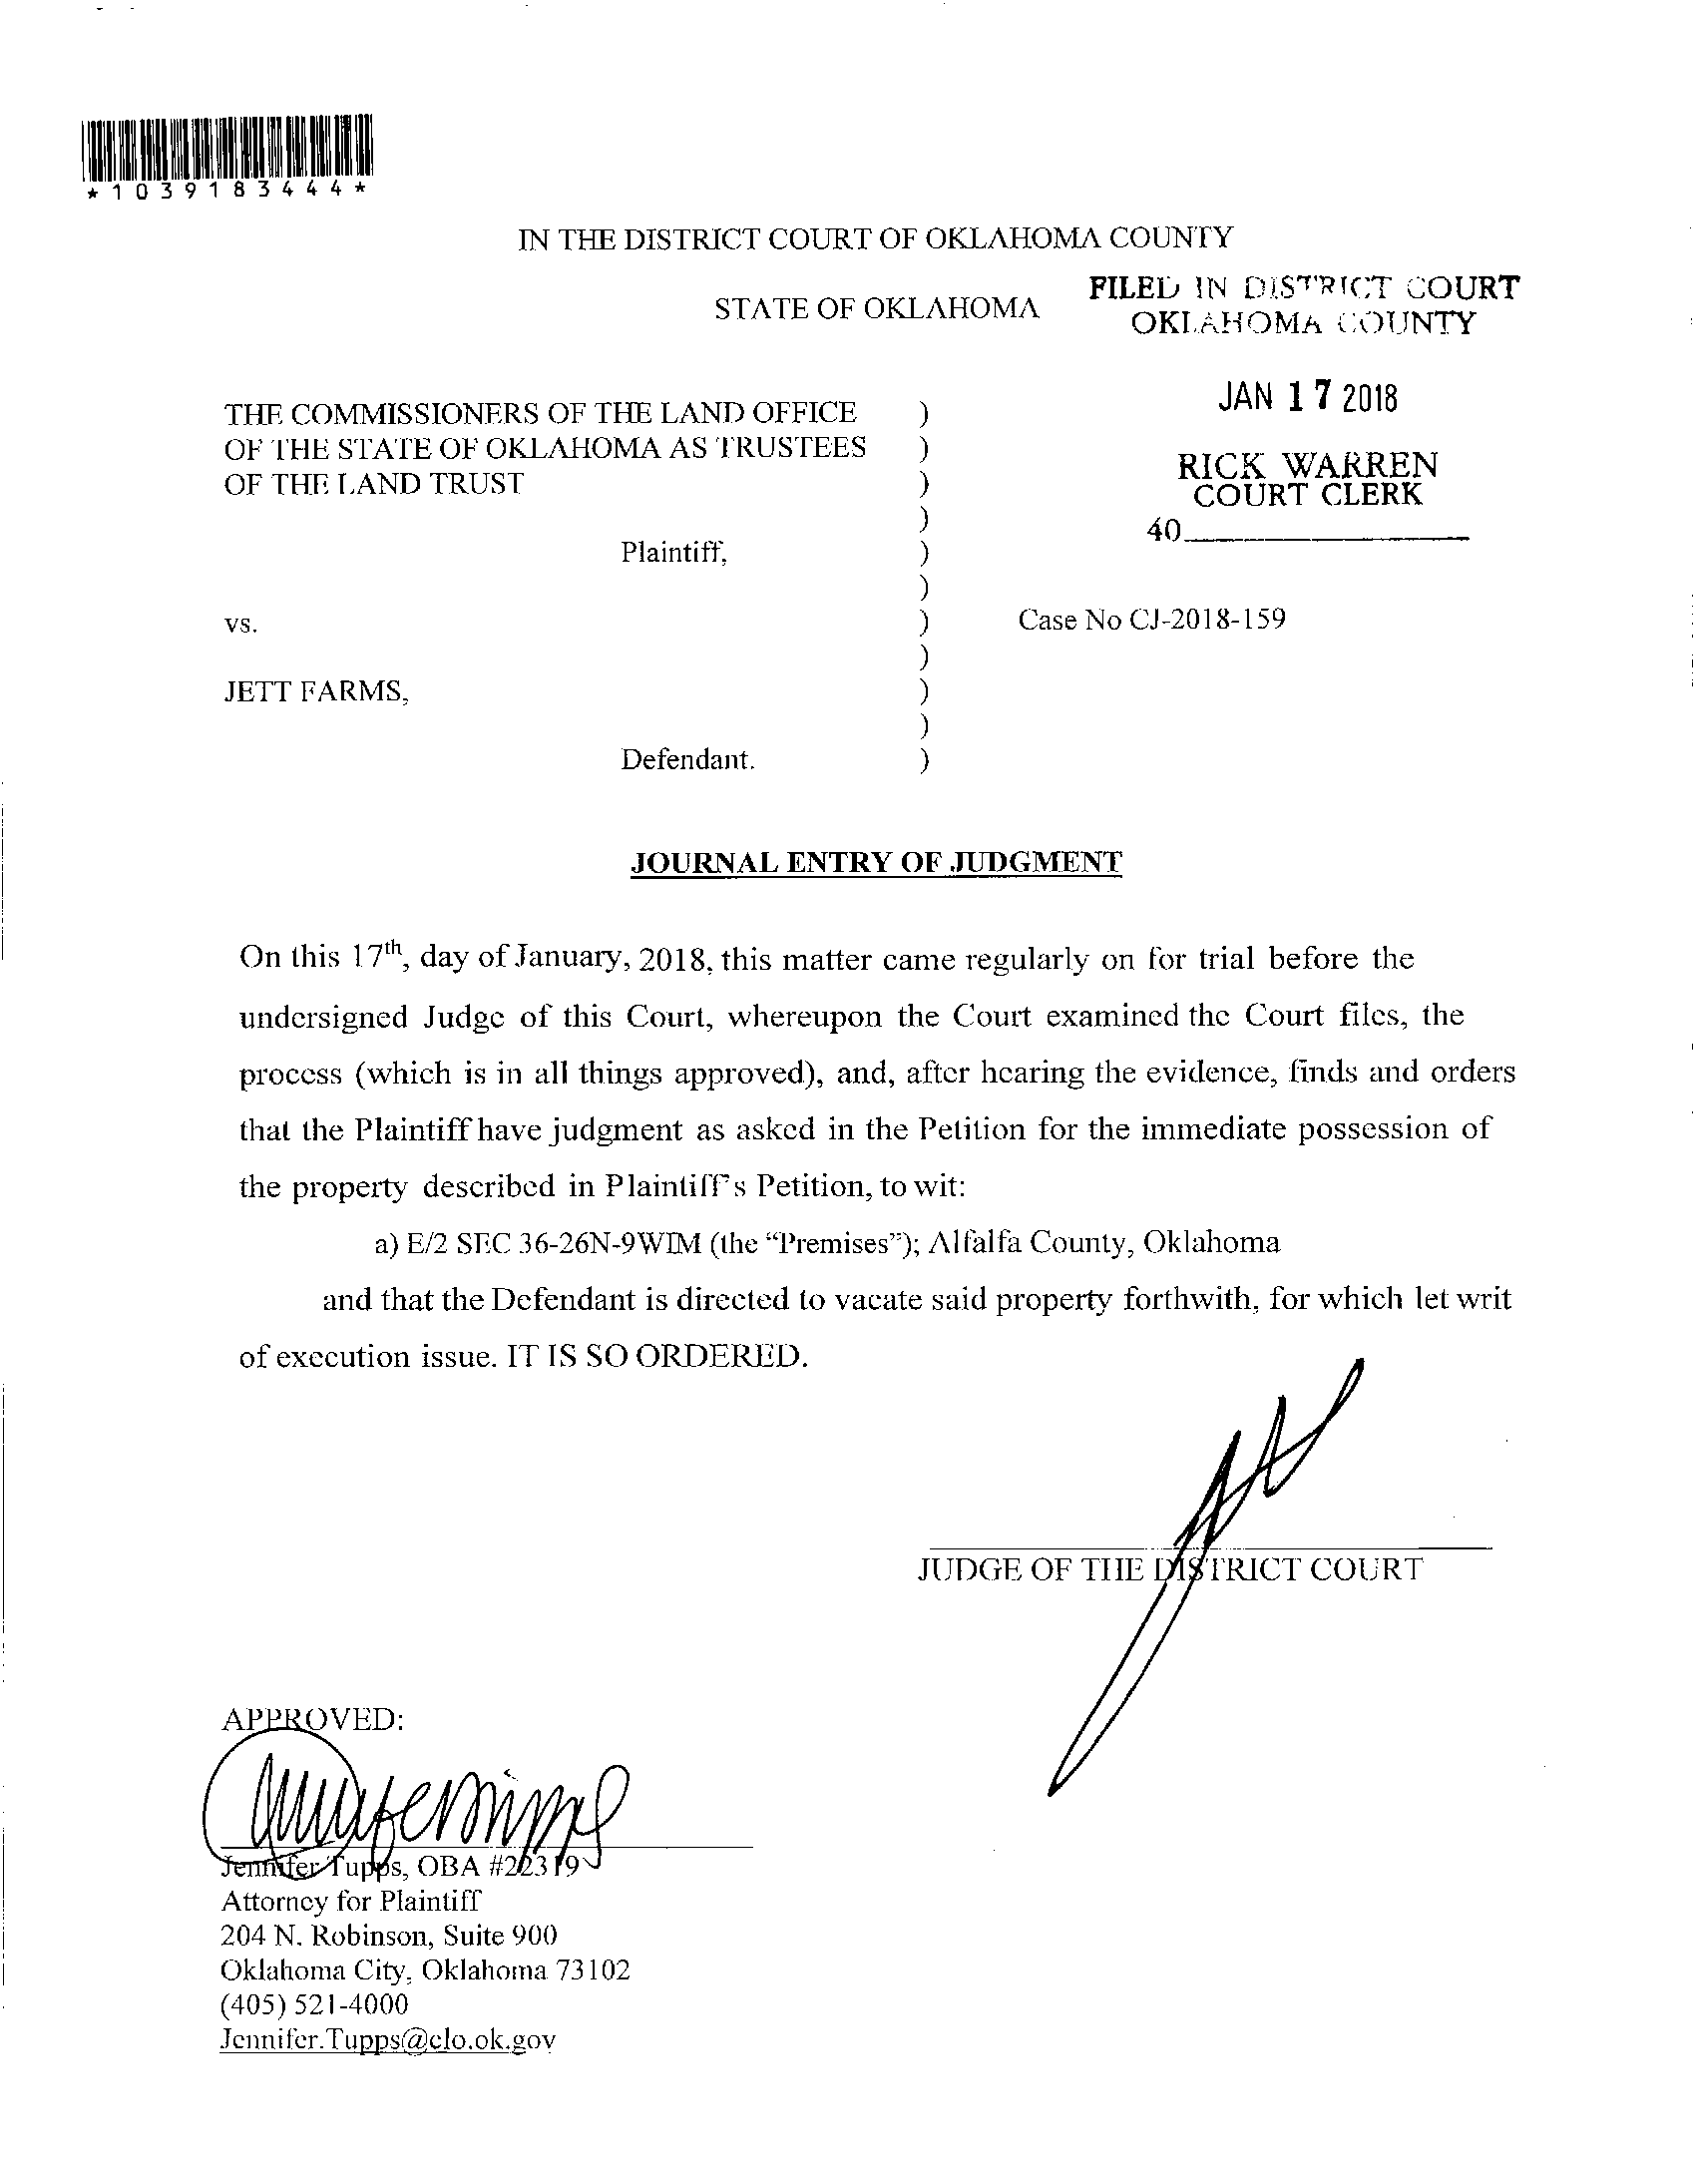 *1039183444*
IN THE DISTRICT COURT OF OKLAHOMA COUNTY
STATE OF OKLAHOMA
FILED IN DISTRICT COURT
OKLAHOMA COUNTY
JAN 17 2018
RICK WARREN
COURT CLERK
40
THE COMMISSIONERS OF THE LAND OFFICE )
OF THE STATE OF OKLAHOMA AS TRUSTEES )
OF THE LAND TRUST )
)
Plaintiff, )
)
vs. ) Case No CJ-2018-159
)
JETT FARMS, )
)
Defendant. )
JOURNAL ENTRY OF JUDGMENT
On this 17th, day of January, 2018, this matter came regularly on for trial before the
undersigned Judge of this Court, whereupon the Court examined the Court files, the
process (which is in all things approved), and, after hearing the evidence, finds and orders
that the Plaintiff have judgment as asked in the Petition for the immediate possession of
the property described in Plaintiff's Petition, to wit:
a) E/2 SEC 36-26N-9WIM (the “Premises”); Alfalfa County, Oklahoma
and that the Defendant is directed to vacate said property forthwith, for which let writ
of execution issue. IT IS SO ORDERED.
JUDGE OF THE DISTRICT COURT
APPROVED:
Jennifer Tupps, OBA #22319
Attorney for Plaintiff
204 N. Robinson, Suite 900
Oklahoma City, Oklahoma 73102
(405) 521-4000
Jennifer.Tupps@clo.ok.gov